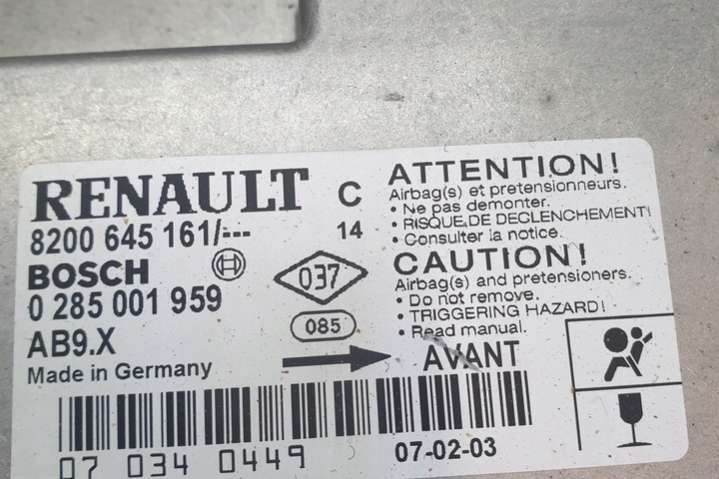 RENAULT C
8200 645 161/--- 14
BOSCH
0 285 001 959
AB9.X
Made in Germany
037
085
ATTENTION!
Airbag(s) et pretensionneurs.
• Ne pas demonter.
• RISQUE DE DECLENCHEMENT!
• Consulter la notice.
CAUTION!
Airbag(s) and pretensioners.
• Do not remove.
• TRIGGERING HAZARD!
• Read manual.
AVANT
07 034 0449
07-02-03